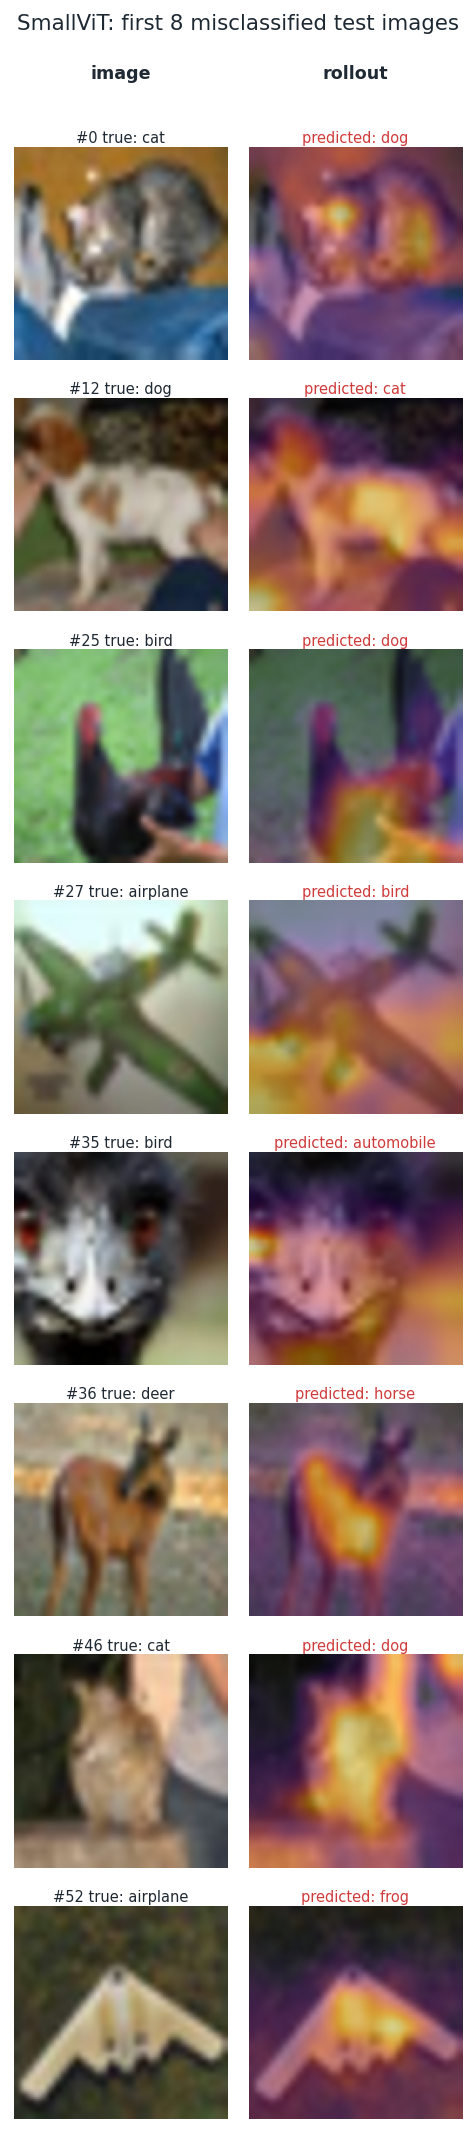 SmallViT: first 8 misclassified test images
image rollout
#0 true: cat predicted: dog
#12 true: dog predicted: cat
#25 true: bird predicted: dog
#27 true: airplane predicted: bird
#35 true: bird predicted: automobile
#36 true: deer predicted: horse
#46 true: cat predicted: dog
#52 true: airplane predicted: frog